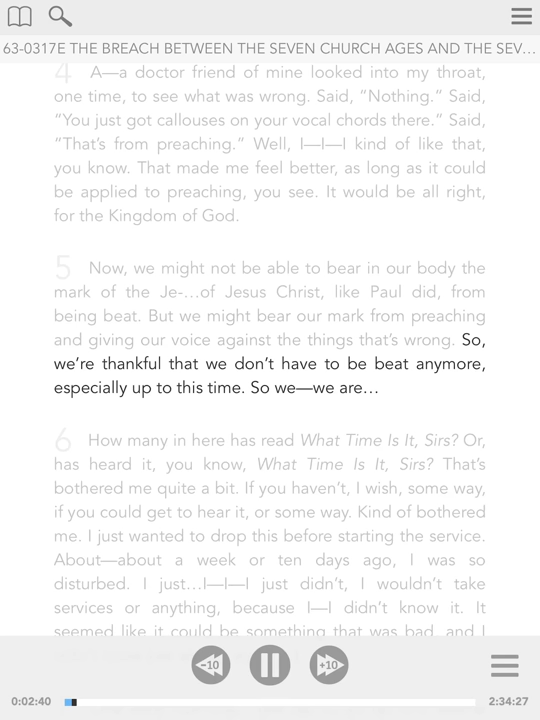 63-0317E THE BREACH BETWEEN THE SEVEN CHURCH AGES AND THE SEV...
4 A—a doctor friend of mine looked into my throat,
one time, to see what was wrong. Said, “Nothing.” Said,
“You just got callouses on your vocal chords there.” Said,
“That’s from preaching.” Well, I—I—I kind of like that,
you know. That made me feel better, as long as it could
be applied to preaching, you see. It would be all right,
for the Kingdom of God.
5 Now, we might not be able to bear in our body the
mark of the Je-...of Jesus Christ, like Paul did, from
being beat. But we might bear our mark from preaching
and giving our voice against the things that’s wrong. So,
we’re thankful that we don’t have to be beat anymore,
especially up to this time. So we—we are...
6 How many in here has read What Time Is It, Sirs? Or,
has heard it, you know, What Time Is It, Sirs? That’s
bothered me quite a bit. If you haven’t, I wish, some way,
if you could get to hear it, or some way. Kind of bothered
me. I just wanted to drop this before starting the service.
About—about a week or ten days ago, I was so
disturbed. I just...I—I—I just didn’t, I wouldn’t take
services or anything, because I—I didn’t know it. It
seemed like it could be something that was bad, and I
-10
+10
0:02:40
2:34:27